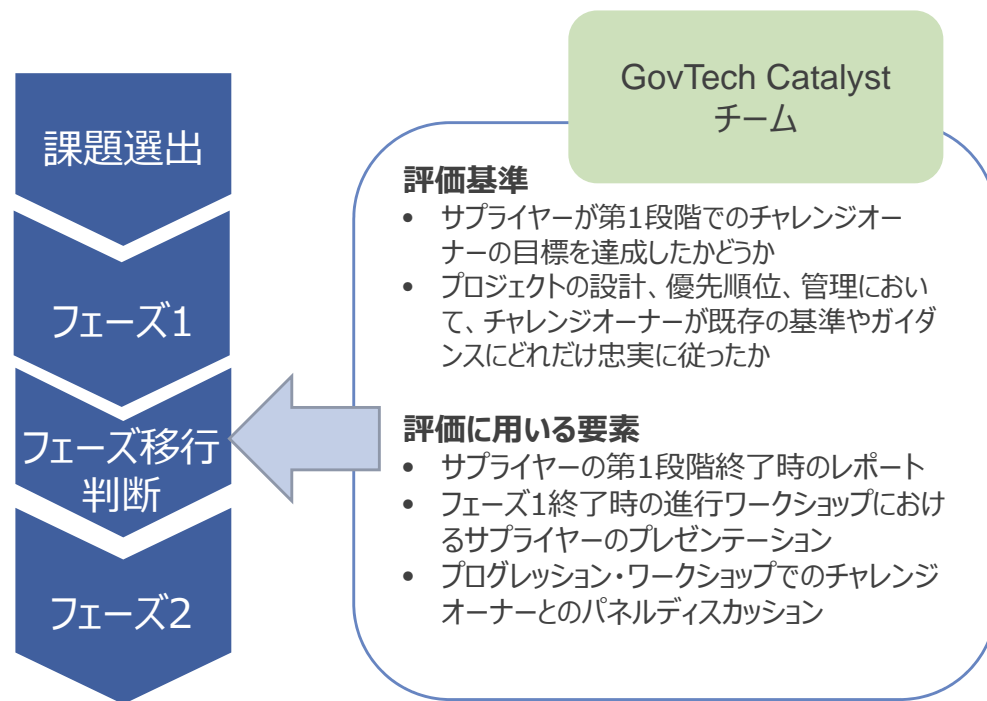 GovTech Catalyst
チーム
課題選出
フェーズ1
フェーズ移行
判断
フェーズ2
評価基準
• サプライヤーが第1段階でのチャレンジオー
ナーの目標を達成したかどうか
• プロジェクトの設計、優先順位、管理におい
て、チャレンジオーナーが既存の基準やガイダ
ンスにどれだけ忠実に従ったか
評価に用いる要素
• サプライヤーの第1段階終了時のレポート
• フェーズ1終了時の進行ワークショップにおけ
るサプライヤーのプレゼンテーション
• プログレッション・ワークショップでのチャレンジ
オーナーとのパネルディスカッション